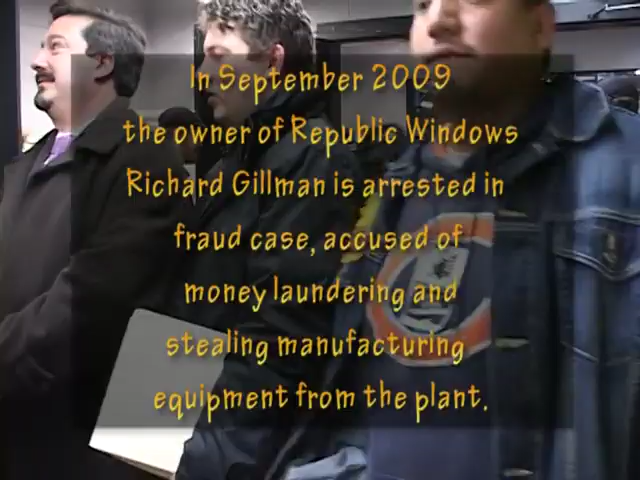 In September 2009
the owner of Republic Windows
Richard Gillman is arrested in
fraud case, accused of
money laundering and
stealing manufacturing
equipment from the plant.